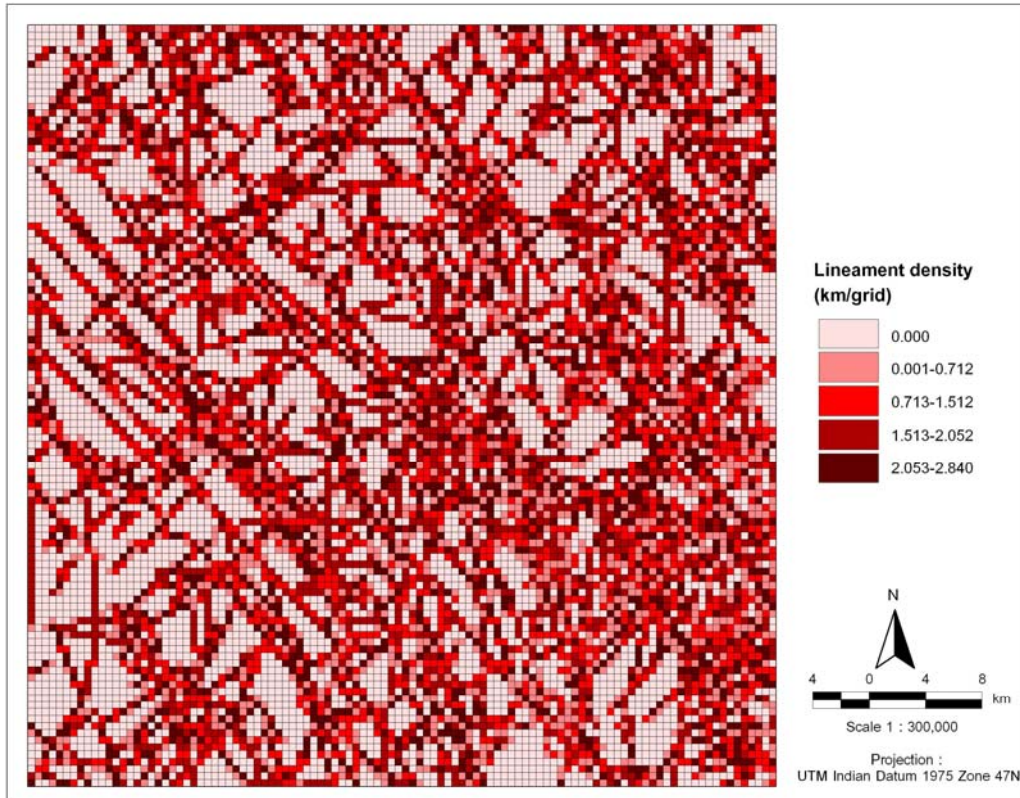 Lineament density
(km/grid)
0.000
0.001-0.712
0.713-1.512
1.513-2.052
2.053-2.840
N
4 0 4 8
km
Scale 1 : 300,000
Projection :
UTM Indian Datum 1975 Zone 47N